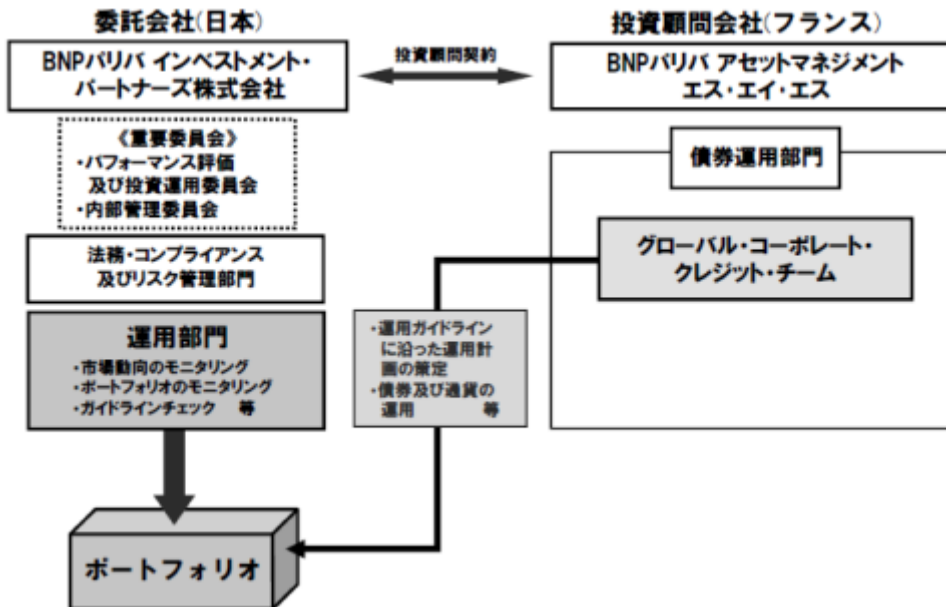 委託会社(日本)
BNPパリバ インベストメント・
パートナーズ株式会社
《重要委員会》
・パフォーマンス評価
及び投資運用委員会
・内部管理委員会
法務・コンプライアンス
及びリスク管理部門
運用部門
・市場動向のモニタリング
・ポートフォリオのモニタリング
・ガイドラインチェック 等
ポートフォリオ
投資顧問契約
・運用ガイドライン
に沿った運用計
画の策定
・債券及び通貨の
運用 等
投資顧問会社(フランス)
BNPパリバ アセットマネジメント
エス・エイ・エス
債券運用部門
グローバル・コーポレート・
クレジット・チーム